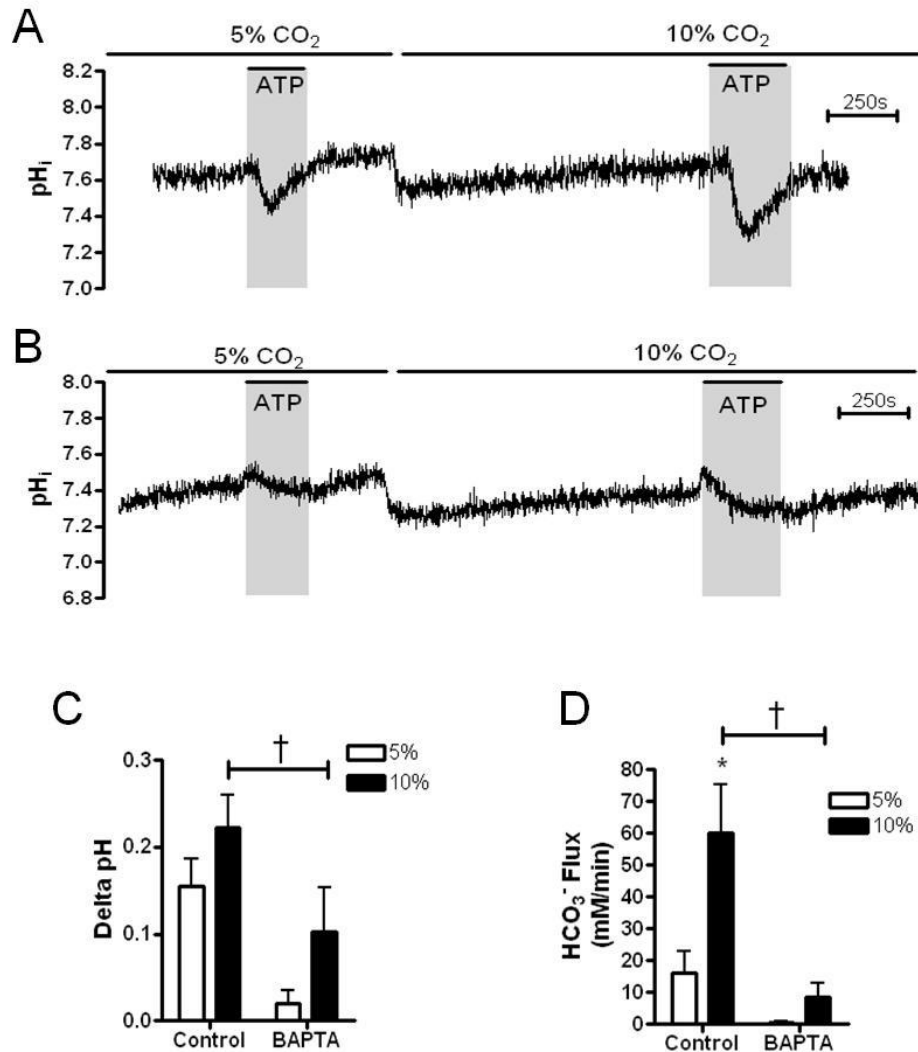 A
5% CO₂
10% CO₂
ATP
ATP
250s
pHᵢ
8.2
8.0
7.8
7.6
7.4
7.2
7.0
B
5% CO₂
10% CO₂
ATP
ATP
250s
pHᵢ
8.0
7.8
7.6
7.4
7.2
7.0
6.8
C
†
5%
10%
Delta pH
0.3
0.2
0.1
0.0
Control
BAPTA
D
†
*
5%
10%
HCO₃⁻ Flux
(mM/min)
80
70
60
50
40
30
20
10
0
Control
BAPTA